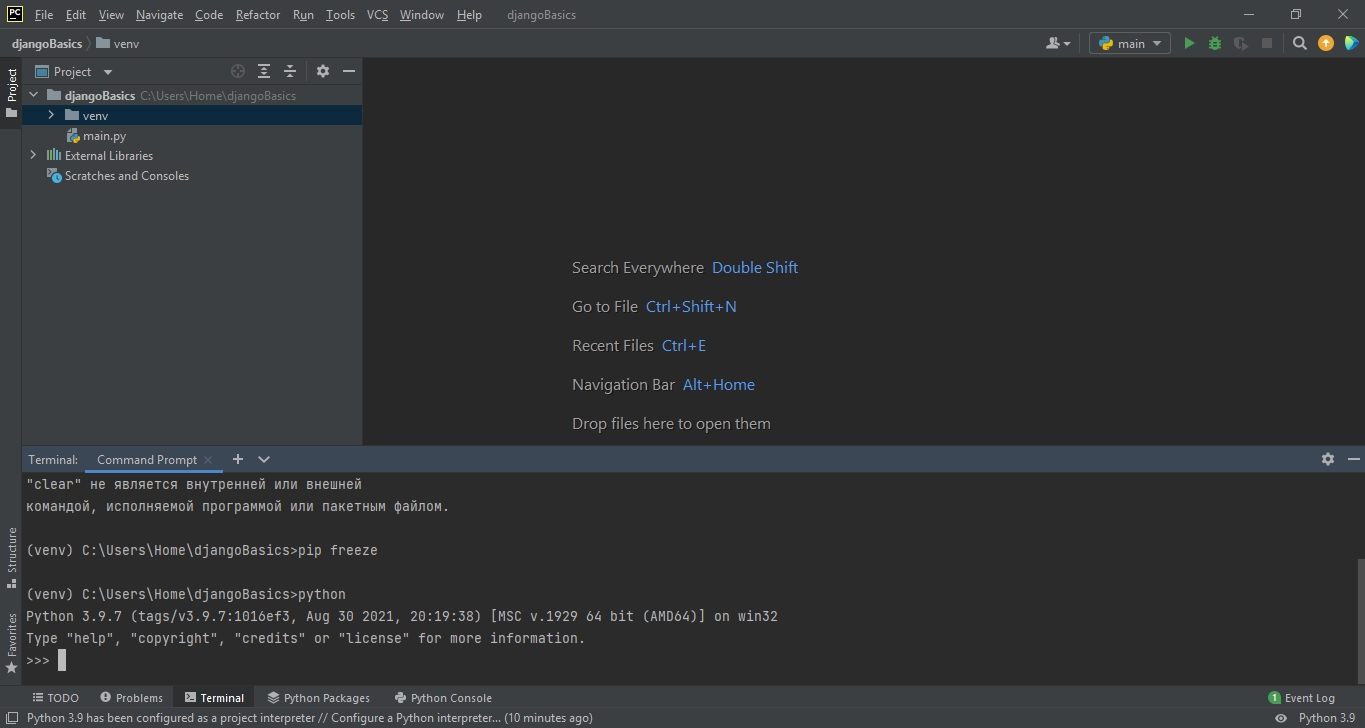 PC File Edit View Navigate Code Refactor Run Tools VCS Window Help djangoBasics
djangoBasics venv
main
Project
Project
djangoBasics C:\Users\Home\djangoBasics
venv
main.py
External Libraries
Scratches and Consoles
Search Everywhere Double Shift
Go to File Ctrl+Shift+N
Recent Files Ctrl+E
Navigation Bar Alt+Home
Drop files here to open them
Terminal: Command Prompt
"clear" не является внутренней или внешней
командой, исполняемой программой или пакетным файлом.
(venv) C:\Users\Home\djangoBasics>pip freeze
(venv) C:\Users\Home\djangoBasics>python
Python 3.9.7 (tags/v3.9.7:1016ef3, Aug 30 2021, 20:19:38) [MSC v.1929 64 bit (AMD64)] on win32
Type "help", "copyright", "credits" or "license" for more information.
>>>
Structure
Favorites
TODO Problems Terminal Python Packages Python Console 1 Event Log
Python 3.9 has been configured as a project interpreter // Configure a Python interpreter... (10 minutes ago) Python 3.9